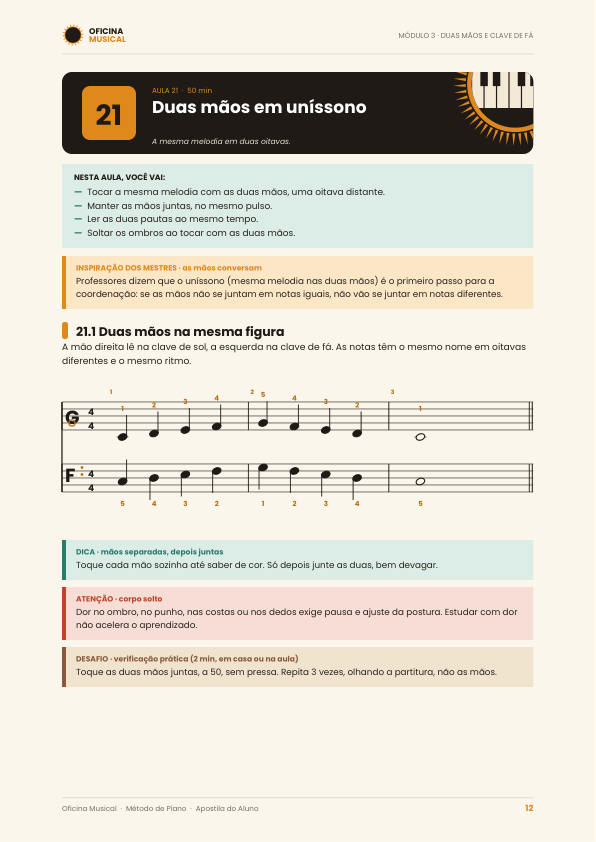 OFICINA
MUSICAL
MÓDULO 3 · DUAS MÃOS E CLAVE DE FÁ
21
AULA 21 · 50 min
Duas mãos em uníssono
A mesma melodia em duas oitavas.
NESTA AULA, VOCÊ VAI:
— Tocar a mesma melodia com as duas mãos, uma oitava distante.
— Manter as mãos juntas, no mesmo pulso.
— Ler as duas pautas ao mesmo tempo.
— Soltar os ombros ao tocar com as duas mãos.
INSPIRAÇÃO DOS MESTRES · as mãos conversam
Professores dizem que o uníssono (mesma melodia nas duas mãos) é o primeiro passo para a
coordenação: se as mãos não se juntam em notas iguais, não vão se juntar em notas diferentes.
21.1 Duas mãos na mesma figura
A mão direita lê na clave de sol, a esquerda na clave de fá. As notas têm o mesmo nome em oitavas
diferentes e o mesmo ritmo.
1 2 3
1 2 3 4 5 4 3 2 1
G 4
4
F : 4
4
5 4 3 2 1 2 3 4 5
DICA · mãos separadas, depois juntas
Toque cada mão sozinha até saber de cor. Só depois junte as duas, bem devagar.
ATENÇÃO · corpo solto
Dor no ombro, no punho, nas costas ou nos dedos exige pausa e ajuste da postura. Estudar com dor
não acelera o aprendizado.
DESAFIO · verificação prática (2 min, em casa ou na aula)
Toque as duas mãos juntas, a 50, sem pressa. Repita 3 vezes, olhando a partitura, não as mãos.
Oficina Musical · Método de Piano · Apostila do Aluno
12